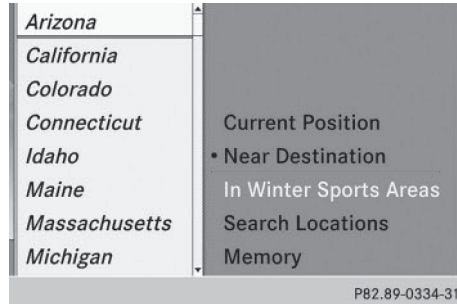 Arizona
California
Colorado
Connecticut
Idaho
Maine
Massachusetts
Michigan
Current Position
• Near Destination
In Winter Sports Areas
Search Locations
Memory
P82.89-0334-31